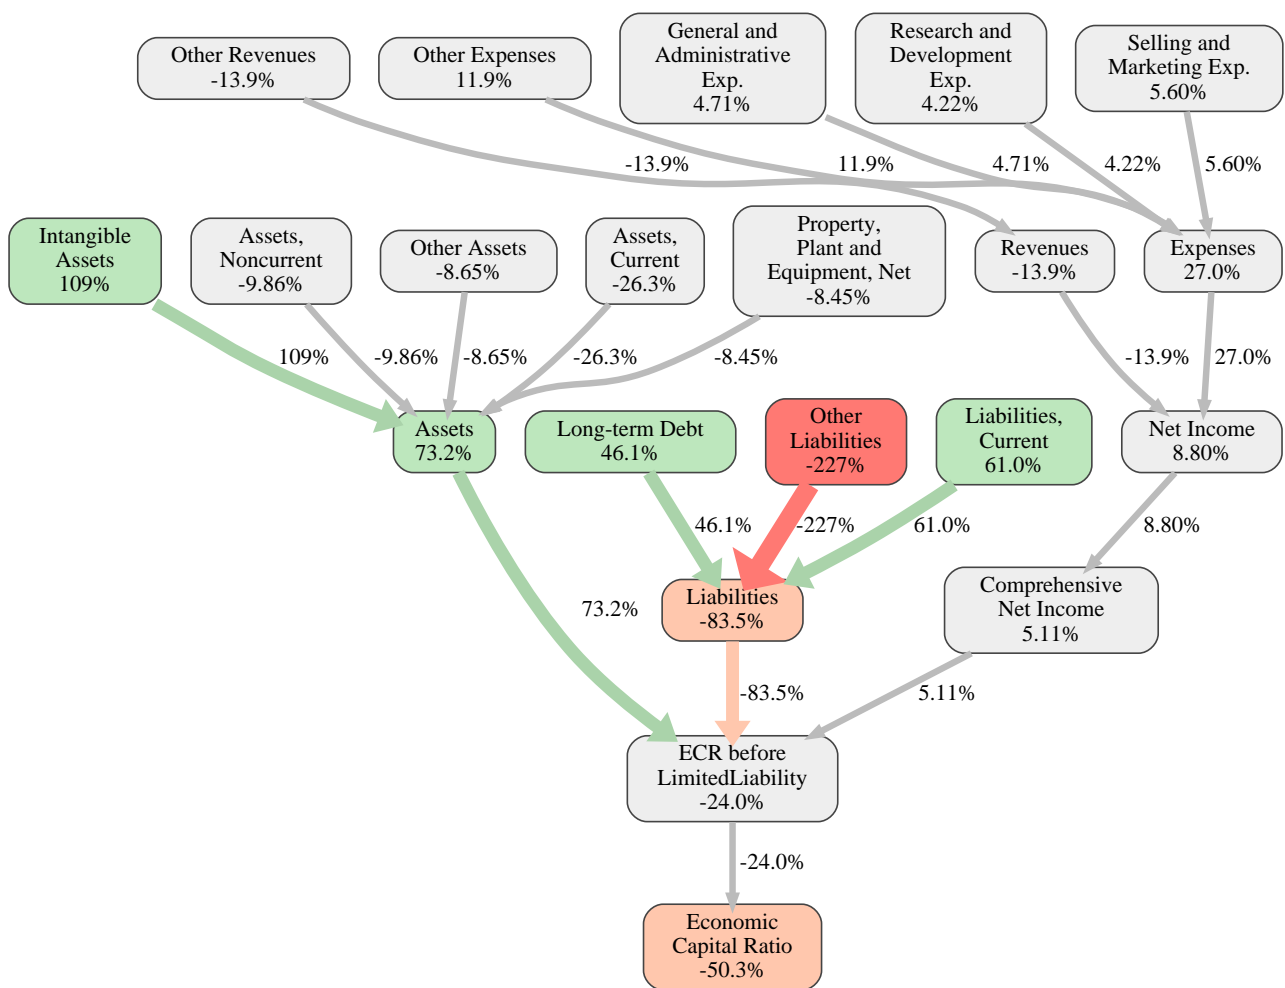 Other Revenues
-13.9%
Other Expenses
11.9%
General and
Administrative
Exp.
4.71%
Research and
Development
Exp.
4.22%
Selling and
Marketing Exp.
5.60%
-13.9%
11.9%
4.71%
4.22%
5.60%
Intangible
Assets
109%
Assets,
Noncurrent
-9.86%
Other Assets
-8.65%
Assets,
Current
-26.3%
Property,
Plant and
Equipment, Net
-8.45%
Revenues
-13.9%
Expenses
27.0%
109%
-9.86%
-8.65%
-26.3%
-8.45%
-13.9%
27.0%
Assets
73.2%
Long-term Debt
46.1%
Other
Liabilities
-227%
Liabilities,
Current
61.0%
Net Income
8.80%
46.1%
-227%
61.0%
8.80%
73.2%
Liabilities
-83.5%
Comprehensive
Net Income
5.11%
-83.5%
5.11%
ECR before
LimitedLiability
-24.0%
-24.0%
Economic
Capital Ratio
-50.3%